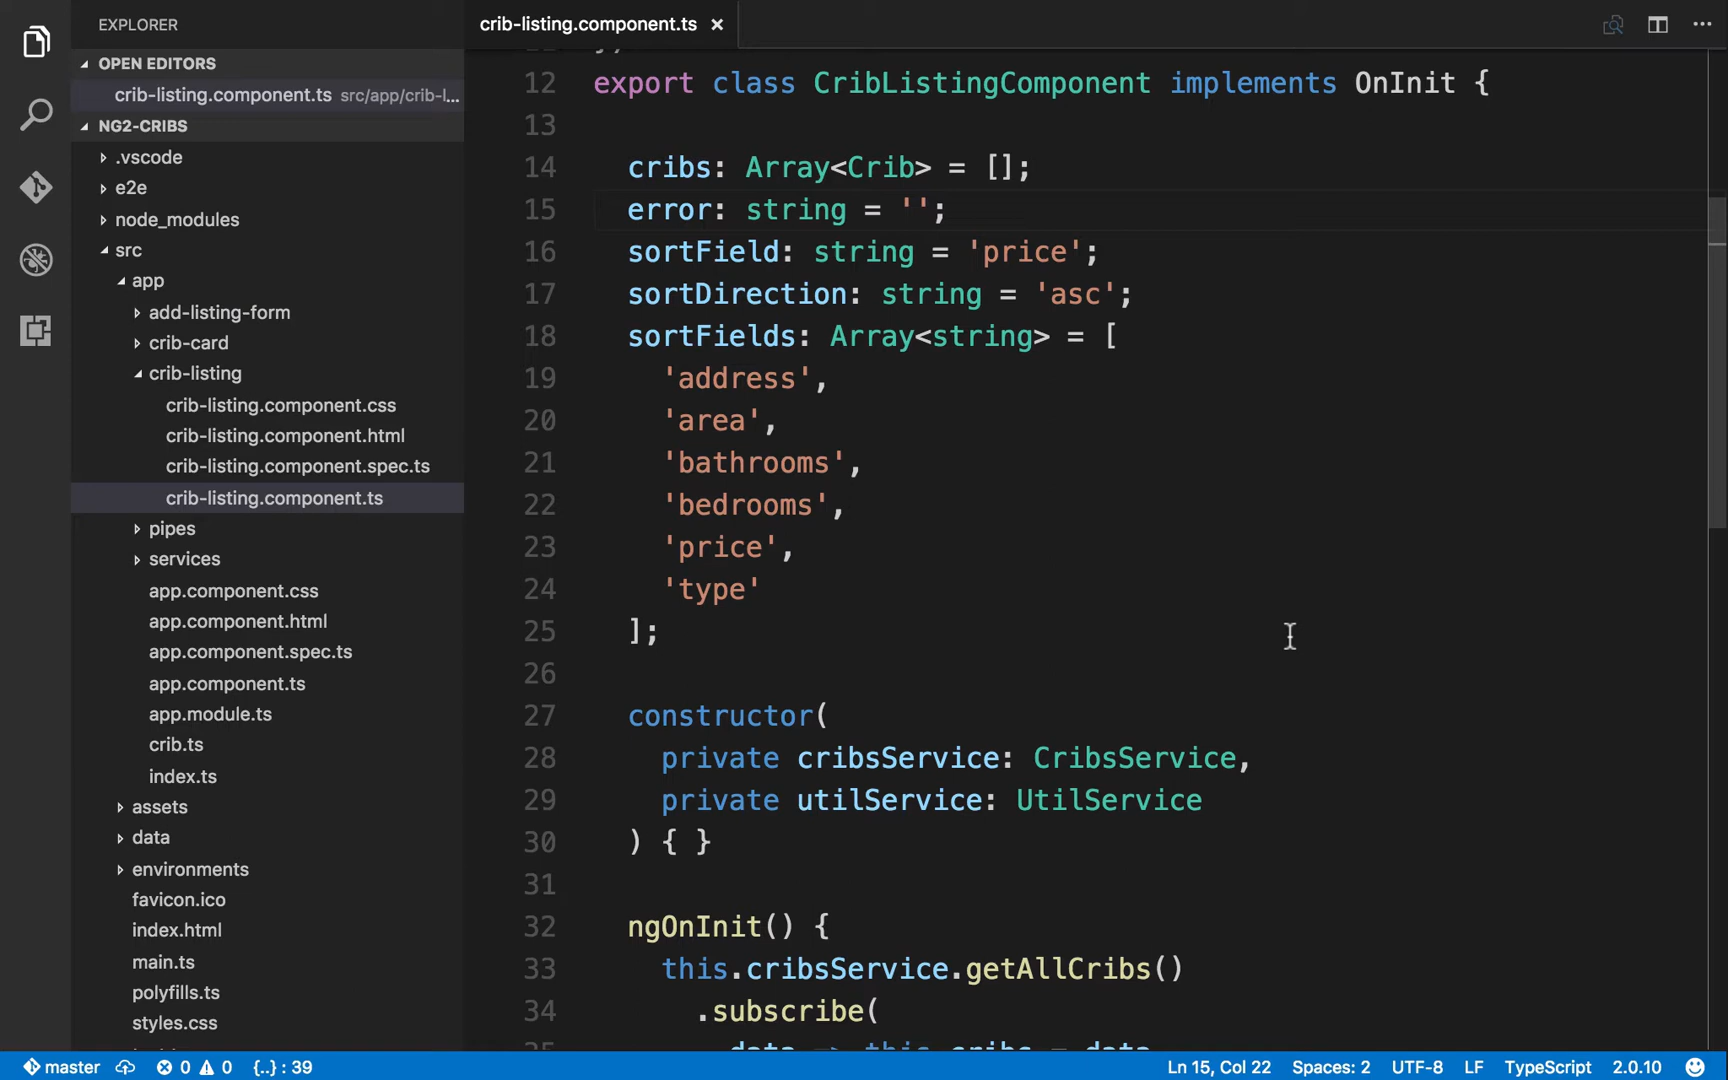 EXPLORER
OPEN EDITORS
crib-listing.component.ts src/app/crib-l...
NG2-CRIBS
.vscode
e2e
node_modules
src
app
add-listing-form
crib-card
crib-listing
crib-listing.component.css
crib-listing.component.html
crib-listing.component.spec.ts
crib-listing.component.ts
pipes
services
app.component.css
app.component.html
app.component.spec.ts
app.component.ts
app.module.ts
crib.ts
index.ts
assets
data
environments
favicon.ico
index.html
main.ts
polyfills.ts
styles.css
crib-listing.component.ts ×
12 export class CribListingComponent implements OnInit {
13
14 cribs: Array<Crib> = [];
15 error: string = '';
16 sortField: string = 'price';
17 sortDirection: string = 'asc';
18 sortFields: Array<string> = [
19 'address',
20 'area',
21 'bathrooms',
22 'bedrooms',
23 'price',
24 'type'
25 ];
26
27 constructor(
28 private cribsService: CribsService,
29 private utilService: UtilService
30 ) { }
31
32 ngOnInit() {
33 this.cribsService.getAllCribs()
34 .subscribe(
35 data => this.cribs = data
master 0 0 {..} : 39 Ln 15, Col 22 Spaces: 2 UTF-8 LF TypeScript 2.0.10